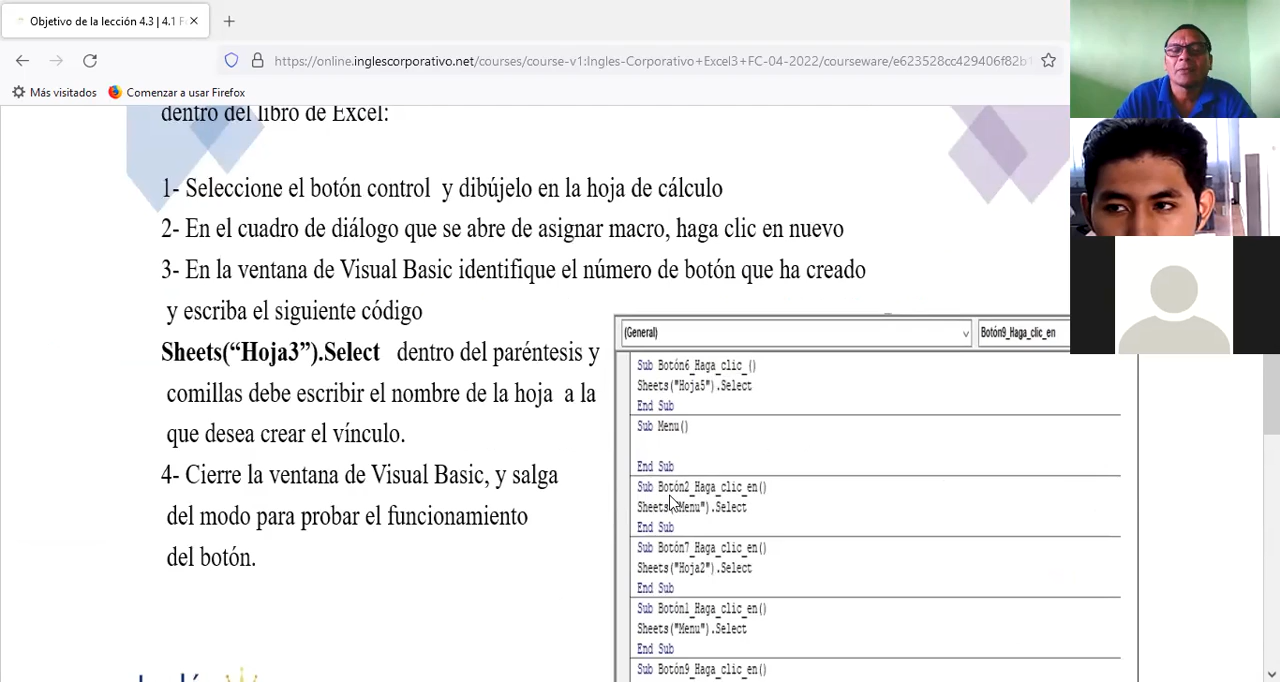 Objetivo de la lección 4.3 | 4.1 F
https://online.inglescorporativo.net/courses/course-v1:Ingles-Corporativo+Excel3+FC-04-2022/courseware/e623528cc429406f82b1
Más visitados
Comenzar a usar Firefox
dentro del libro de Excel:
1- Seleccione el botón control y dibújelo en la hoja de cálculo
2- En el cuadro de diálogo que se abre de asignar macro, haga clic en nuevo
3- En la ventana de Visual Basic identifique el número de botón que ha creado
y escriba el siguiente código
Sheets(“Hoja3”).Select dentro del paréntesis y
comillas debe escribir el nombre de la hoja a la
que desea crear el vínculo.
4- Cierre la ventana de Visual Basic, y salga
del modo para probar el funcionamiento
del botón.
(General)
Botón9_Haga_clic_en
Sub Botón6_Haga_clic_()
Sheets("Hoja5").Select
End Sub
Sub Menu()
End Sub
Sub Botón2_Haga_clic_en()
Sheets("Menu").Select
End Sub
Sub Botón7_Haga_clic_en()
Sheets("Hoja2").Select
End Sub
Sub Botón1_Haga_clic_en()
Sheets("Menu").Select
End Sub
Sub Botón9_Haga_clic_en()